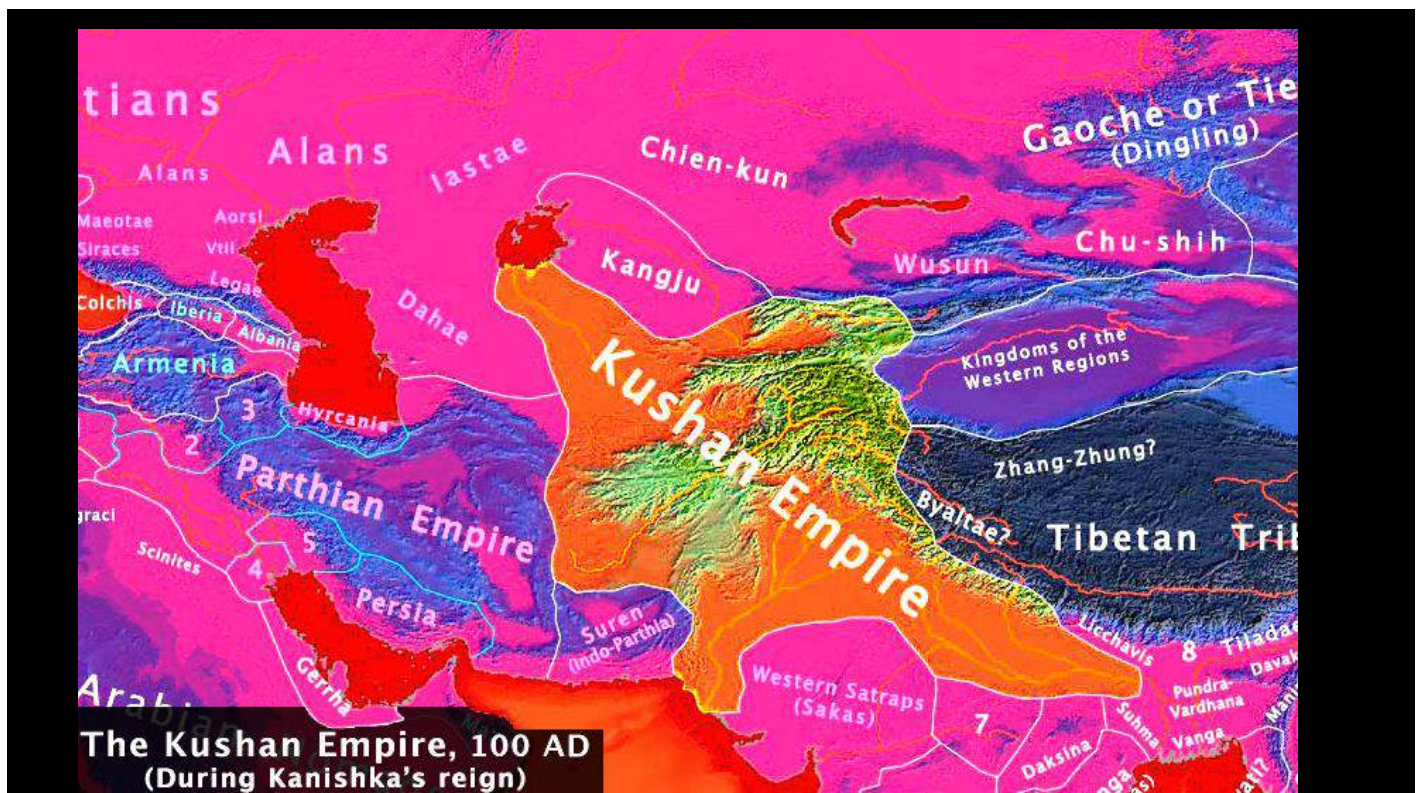 tians
Alans
Iastae
Chien-kun
Gaoche or Tie
(Dingling)
Alans
Maeotae
Aorsi
Siraces
Vtii
Legae
Kangju
Wusun
Chu-shih
Colchis
Iberia
Albania
Dahae
Armenia
Kingdoms of the
Western Regions
3
Hyrcania
2
Kushan Empire
Parthian Empire
Zhang-Zhung?
Byaltae?
Tibetan Trib
graci
Scinites
5
4
Persia
Suren
(Indo-Parthia)
Licchavis
8
Tiladae
Davak
Gerrha
Western Satraps
(Sakas)
Pundra-
Vardhana
Suhma
Vanga
7
Daksina
Arabian
The Kushan Empire, 100 AD
(During Kanishka's reign)